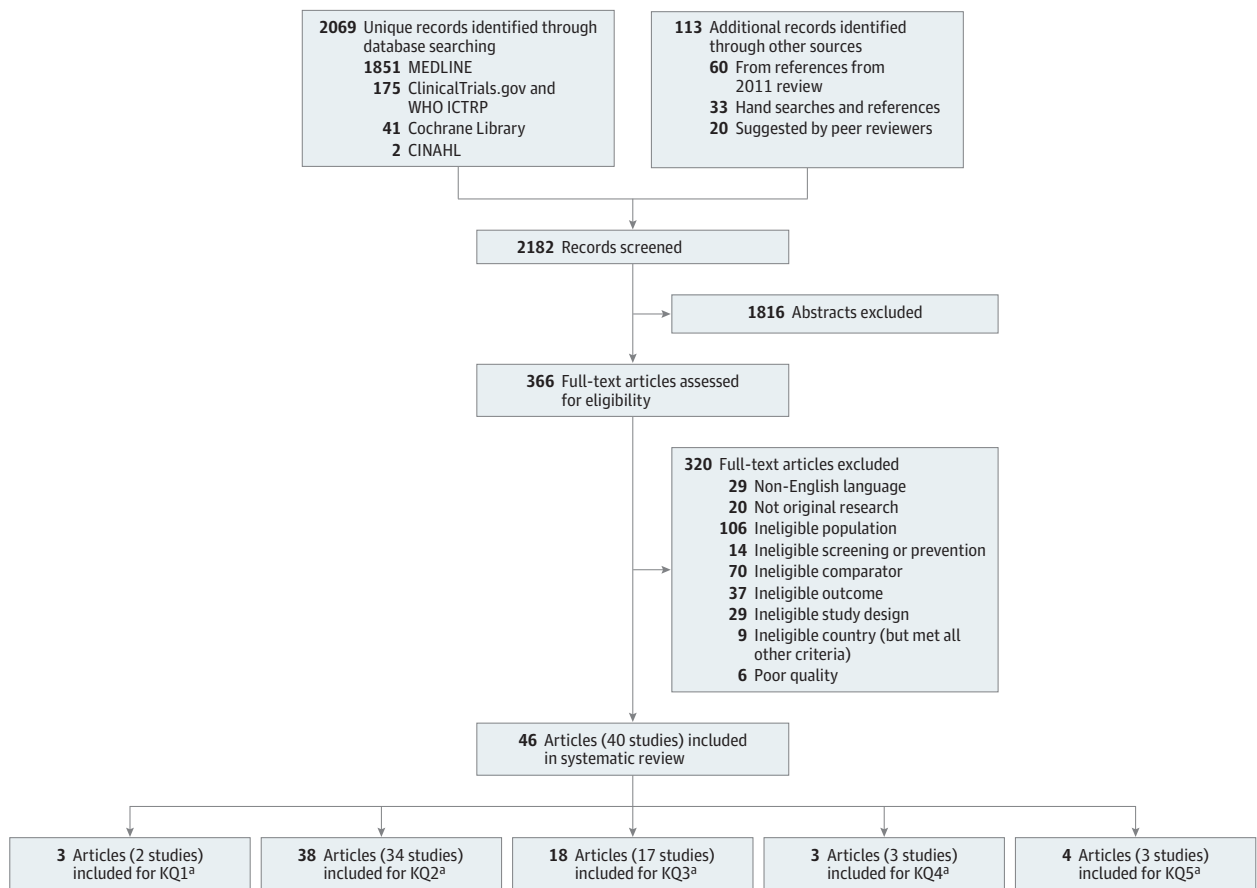 2069 Unique records identified through
database searching
1851 MEDLINE
175 ClinicalTrials.gov and
WHO ICTRP
41 Cochrane Library
2 CINAHL
113 Additional records identified
through other sources
60 From references from
2011 review
33 Hand searches and references
20 Suggested by peer reviewers
2182 Records screened
1816 Abstracts excluded
366 Full-text articles assessed
for eligibility
320 Full-text articles excluded
29 Non-English language
20 Not original research
106 Ineligible population
14 Ineligible screening or prevention
70 Ineligible comparator
37 Ineligible outcome
29 Ineligible study design
9 Ineligible country (but met all
other criteria)
6 Poor quality
46 Articles (40 studies) included
in systematic review
3 Articles (2 studies)
included for KQ1a
38 Articles (34 studies)
included for KQ2a
18 Articles (17 studies)
included for KQ3a
3 Articles (3 studies)
included for KQ4a
4 Articles (3 studies)
included for KQ5a